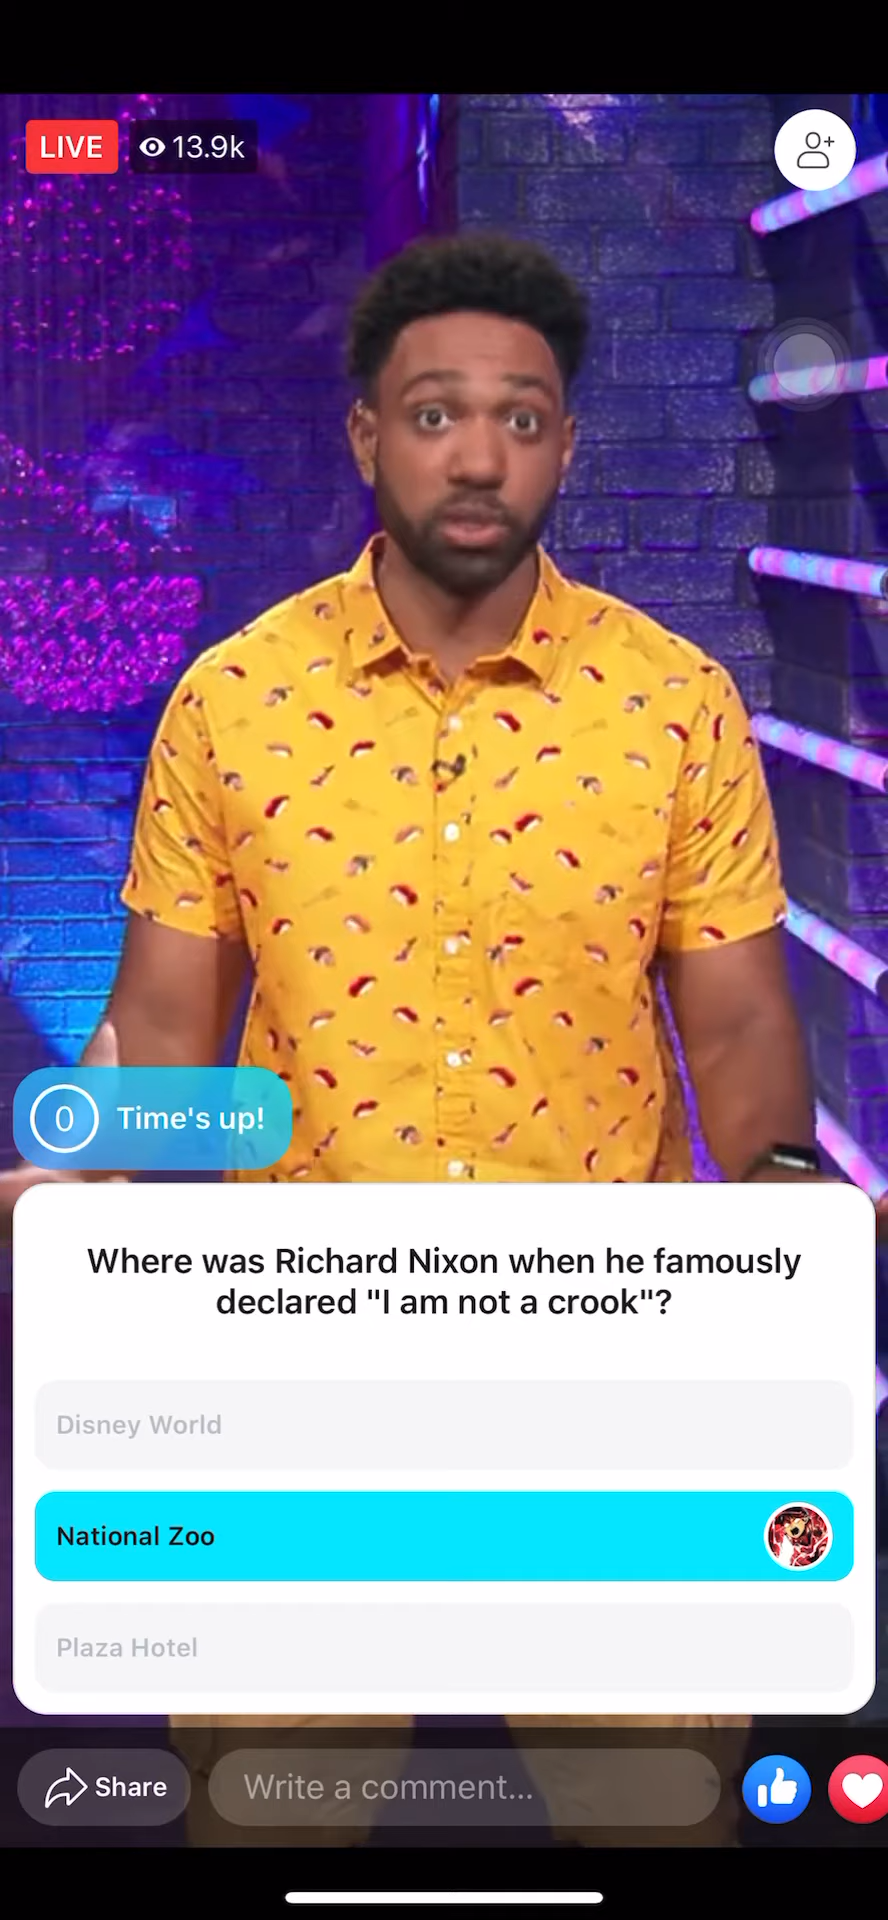 LIVE 13.9k
0 Time's up!
Where was Richard Nixon when he famously
declared "I am not a crook"?
Disney World
National Zoo
Plaza Hotel
Share Write a comment...